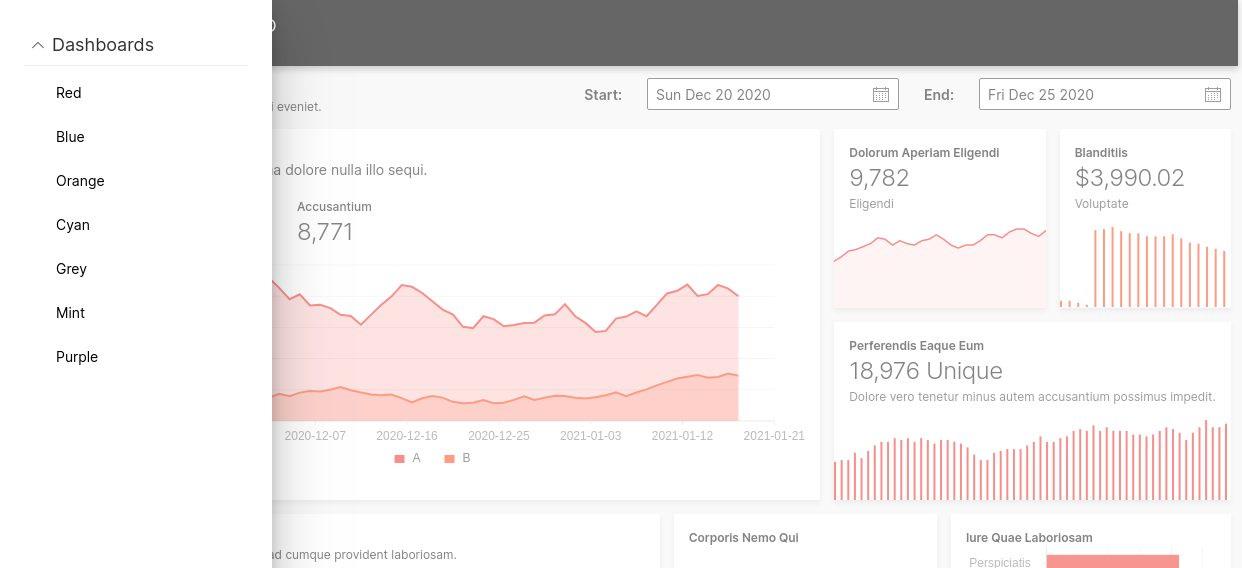 Dashboards
Red
Blue
Orange
Cyan
Grey
Mint
Purple
i eveniet.
Start:
Sun Dec 20 2020
End:
Fri Dec 25 2020
a dolore nulla illo sequi.
Accusantium
8,771
2020-12-07 2020-12-16 2020-12-25 2021-01-03 2021-01-12 2021-01-21
A B
Dolorum Aperiam Eligendi
9,782
Eligendi
Blanditiis
$3,990.02
Voluptate
Perferendis Eaque Eum
18,976 Unique
Dolore vero tenetur minus autem accusantium possimus impedit.
ad cumque provident laboriosam.
Corporis Nemo Qui
Iure Quae Laboriosam
Perspiciatis